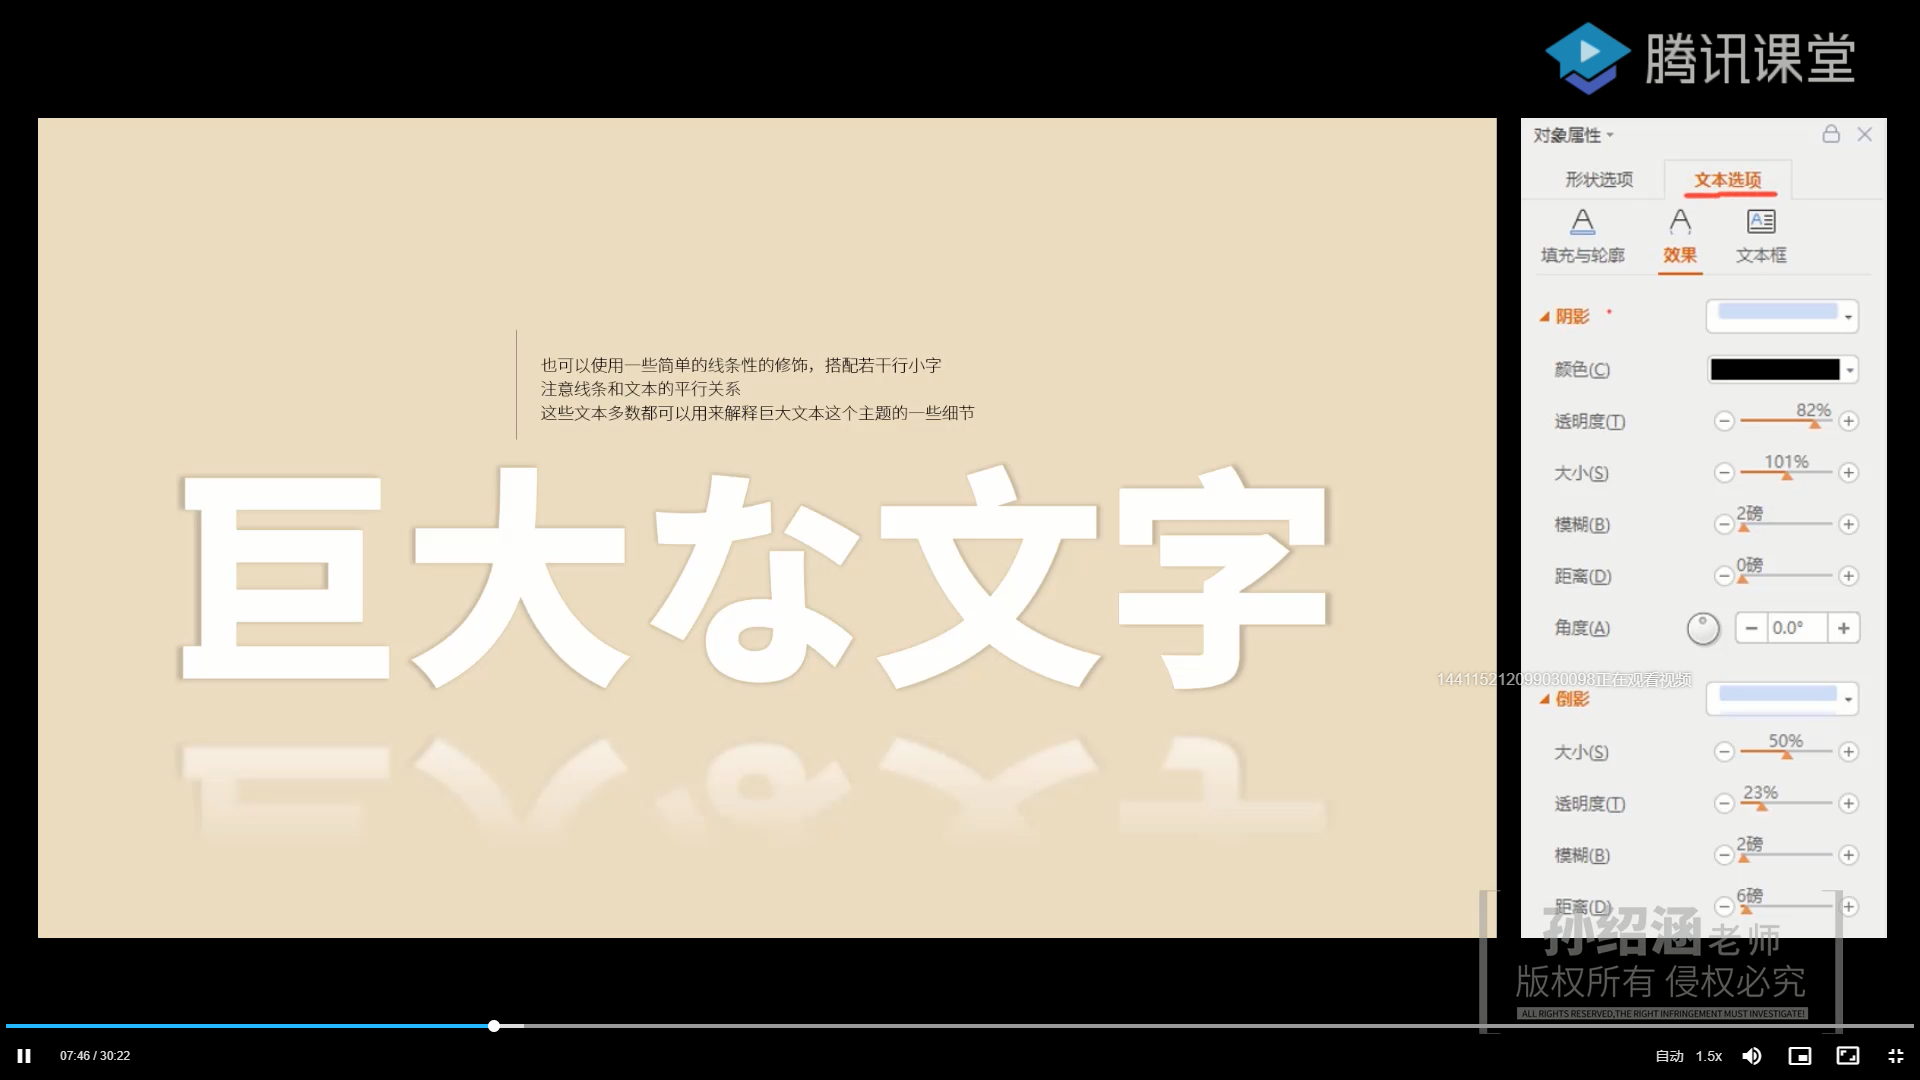 腾讯课堂
也可以使用一些简单的线条性的修饰，搭配若干行小字
注意线条和文本的平行关系
这些文本多数都可以用来解释巨大文本这个主题的一些细节
巨大な文字
对象属性
形状选项 文本选项
填充与轮廓 效果 文本框
阴影
颜色(C)
透明度(T) 82%
大小(S) 101%
模糊(B) 2磅
距离(D) 0磅
角度(A) 0.0°
144115212099030098正在观看视频
倒影
大小(S) 50%
透明度(T) 23%
模糊(B) 2磅
距离(D) 6磅
孙绍涵老师
版权所有 侵权必究
ALL RIGHTS RESERVED,THE RIGHT INFRINGEMENT MUST INVESTIGATE!
07:46 / 30:22
自动 1.5x